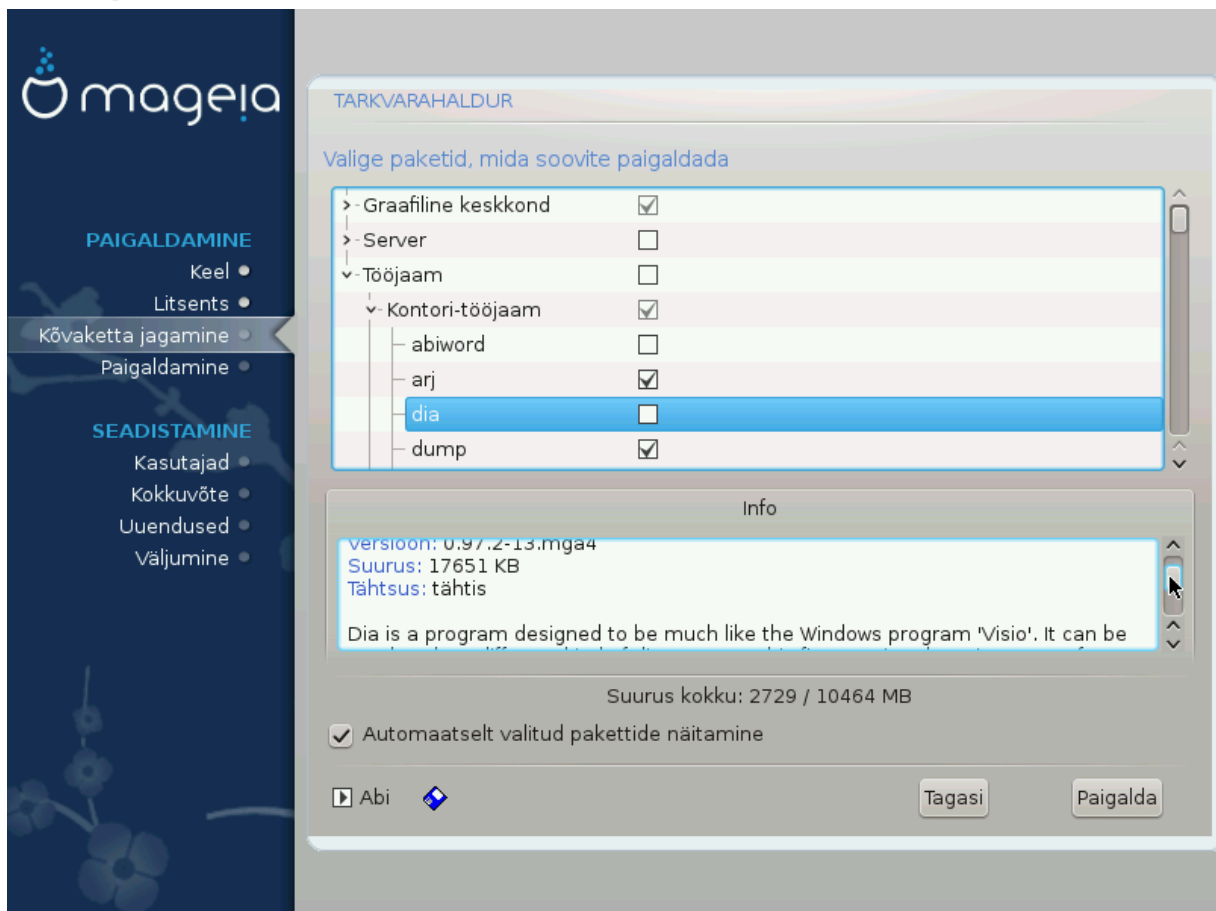 mageia
PAIGALDAMINE
Keel
Litsents
Kõvaketta jagamine
Paigaldamine
SEADISTAMINE
Kasutajad
Kokkuvõte
Uuendused
Väljumine
TARKVARAHALDUR
Valige paketid, mida soovite paigaldada
Graafiline keskkond
Server
Tööjaam
Kontori-tööjaam
abiword
arj
dia
dump
Info
Versioon: 0.97.2-13.mga4
Suurus: 17651 KB
Tähtsus: tähtis
Dia is a program designed to be much like the Windows program 'Visio'. It can be
Suurus kokku: 2729 / 10464 MB
Automaatselt valitud pakettide näitamine
Abi
Tagasi
Paigalda